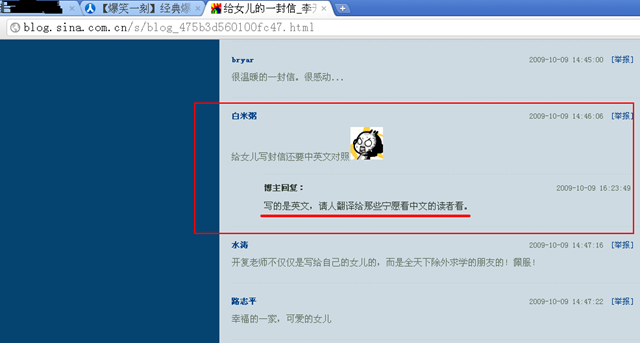 【爆笑一刻】经典爆
给女儿的一封信_李开
blog.sina.com.cn/s/blog_475b3d560100fc47.html
bryar 2009-10-09 14:45:00 [举报]
很温暖的一封信。很感动...
白米粥 2009-10-09 14:46:06 [举报]
给女儿写封信还要中英文对照
博主回复： 2009-10-09 16:23:49
写的是英文，请人翻译给那些宁愿看中文的读者看。
水涛 2009-10-09 14:47:16 [举报]
开复老师不仅仅是写给自己的女儿的，而是全天下除外求学的朋友的！佩服！
路志平 2009-10-09 14:47:22 [举报]
幸福的一家，可爱的女儿